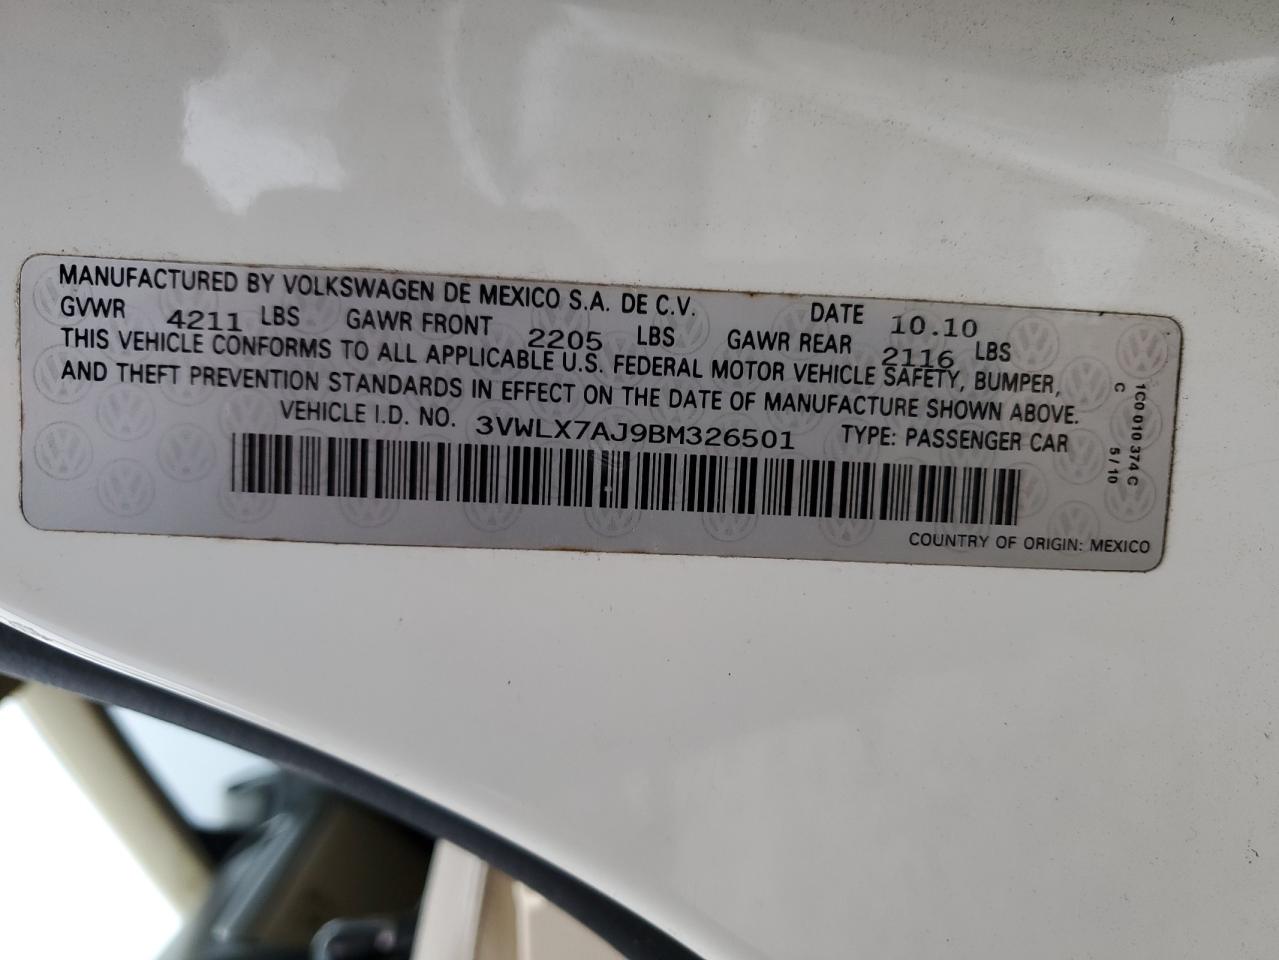 MANUFACTURED BY VOLKSWAGEN DE MEXICO S.A. DE C.V. DATE 10.10
GVWR 4211 LBS GAWR FRONT 2205 LBS GAWR REAR 2116 LBS
THIS VEHICLE CONFORMS TO ALL APPLICABLE U.S. FEDERAL MOTOR VEHICLE SAFETY, BUMPER,
AND THEFT PREVENTION STANDARDS IN EFFECT ON THE DATE OF MANUFACTURE SHOWN ABOVE.
VEHICLE I.D. NO. 3VWLX7AJ9BM326501 TYPE: PASSENGER CAR
COUNTRY OF ORIGIN: MEXICO
1C0 010 374 C
C 5/10